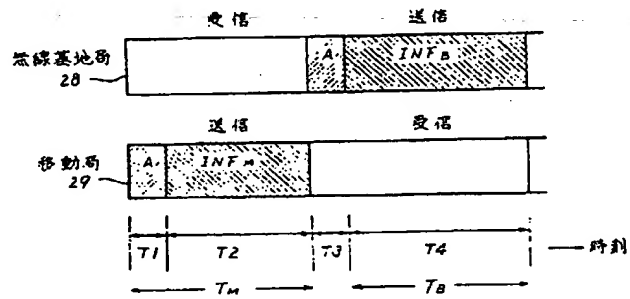 受信 送信
無線基地局
28
A. INFB
送信 受信
移動局
29
A. INFM
T1 T2 T3 T4 時刻
TM TB